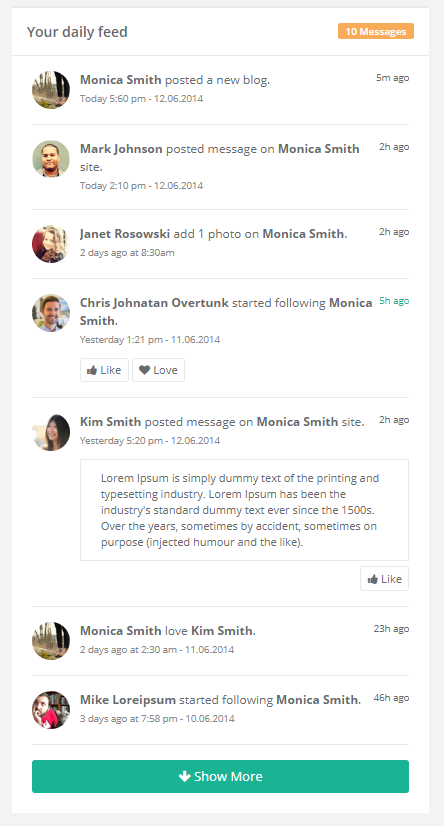 Your daily feed 10 Messages
Monica Smith posted a new blog. 5m ago
Today 5:60 pm - 12.06.2014
Mark Johnson posted message on Monica Smith 2h ago
site.
Today 2:10 pm - 12.06.2014
Janet Rosowski add 1 photo on Monica Smith. 2h ago
2 days ago at 8:30am
Chris Johnatan Overtunk started following Monica 5h ago
Smith.
Yesterday 1:21 pm - 11.06.2014
Like Love
Kim Smith posted message on Monica Smith site. 2h ago
Yesterday 5:20 pm - 12.06.2014
Lorem Ipsum is simply dummy text of the printing and
typesetting industry. Lorem Ipsum has been the
industry's standard dummy text ever since the 1500s.
Over the years, sometimes by accident, sometimes on
purpose (injected humour and the like).
Like
Monica Smith love Kim Smith. 23h ago
2 days ago at 2:30 am - 11.06.2014
Mike Loreipsum started following Monica Smith. 46h ago
3 days ago at 7:58 pm - 10.06.2014
Show More